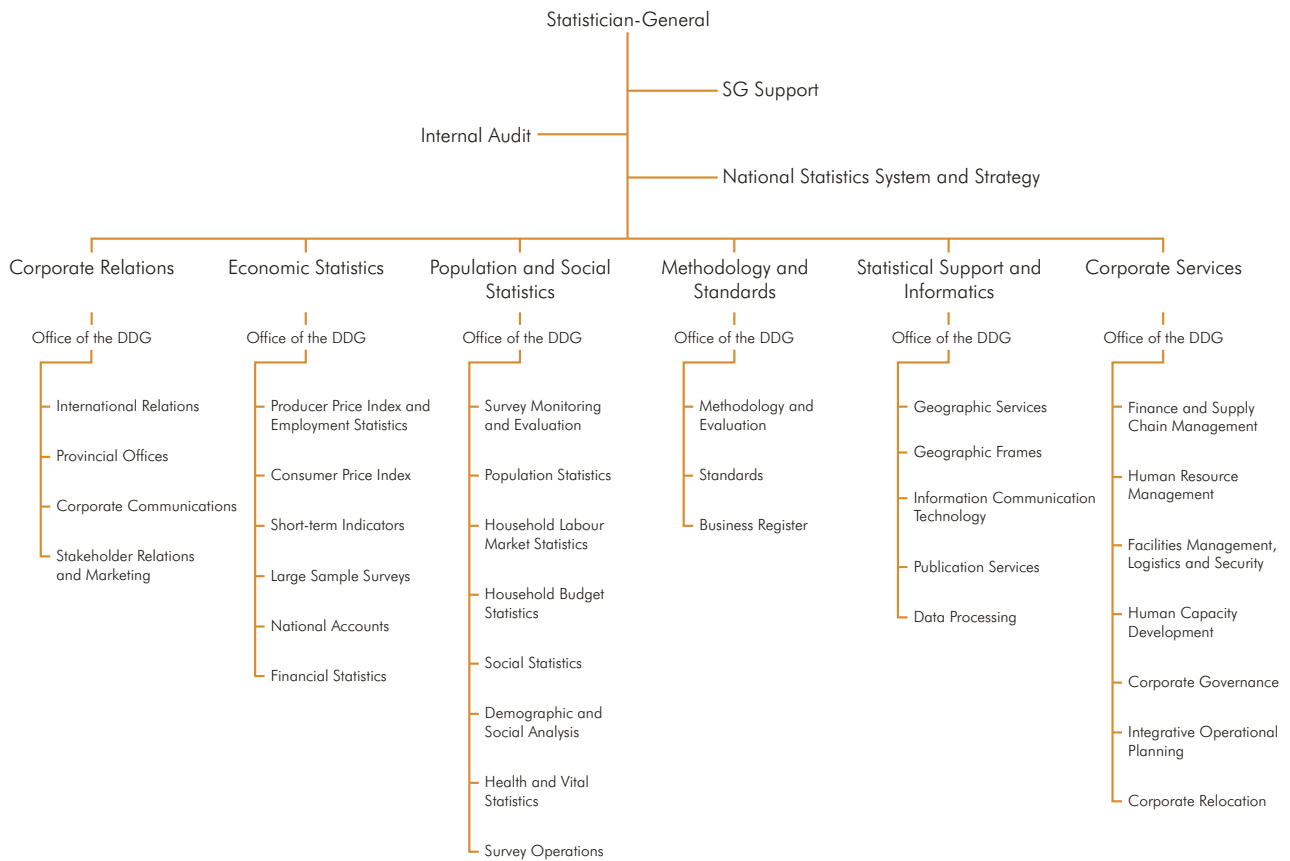 Statistician-General
SG Support
Internal Audit
National Statistics System and Strategy
Corporate Relations
Office of the DDG
International Relations
Provincial Offices
Corporate Communications
Stakeholder Relations
and Marketing
Economic Statistics
Office of the DDG
Producer Price Index and
Employment Statistics
Consumer Price Index
Short-term Indicators
Large Sample Surveys
National Accounts
Financial Statistics
Population and Social
Statistics
Office of the DDG
Survey Monitoring
and Evaluation
Population Statistics
Household Labour
Market Statistics
Household Budget
Statistics
Social Statistics
Demographic and
Social Analysis
Health and Vital
Statistics
Survey Operations
Methodology and
Standards
Office of the DDG
Methodology and
Evaluation
Standards
Business Register
Statistical Support and
Informatics
Office of the DDG
Geographic Services
Geographic Frames
Information Communication
Technology
Publication Services
Data Processing
Corporate Services
Office of the DDG
Finance and Supply
Chain Management
Human Resource
Management
Facilities Management,
Logistics and Security
Human Capacity
Development
Corporate Governance
Integrative Operational
Planning
Corporate Relocation